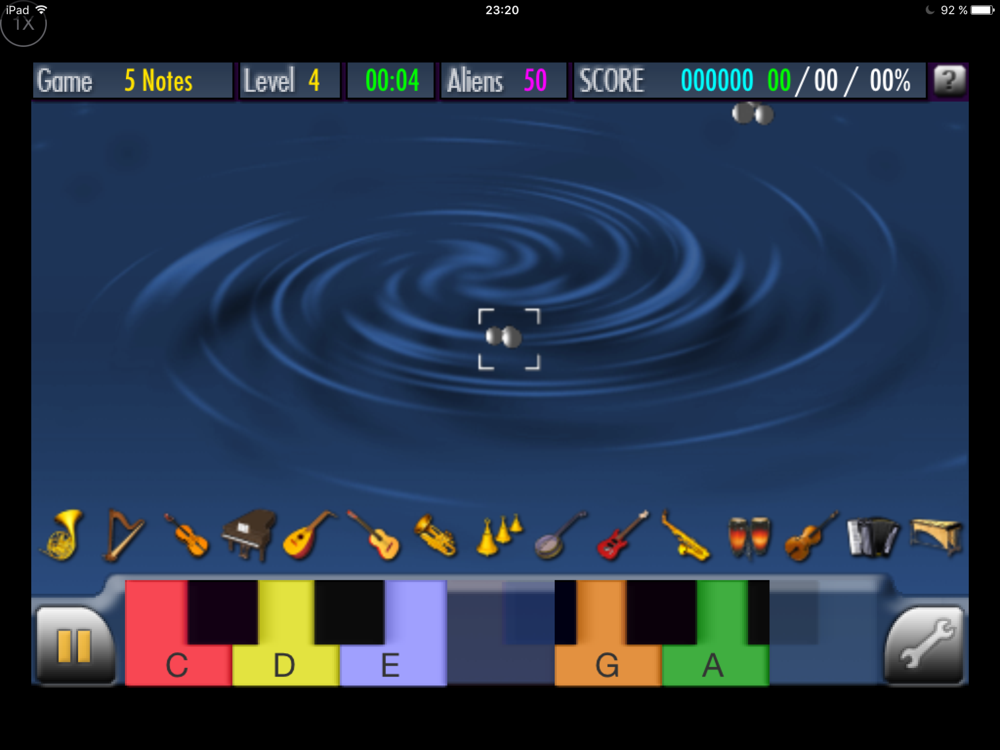 iPad 23:20 92 %
1X
Game 5 Notes Level 4 00:04 Aliens 50 SCORE 000000 00/00/ 00% ?
C D E G A